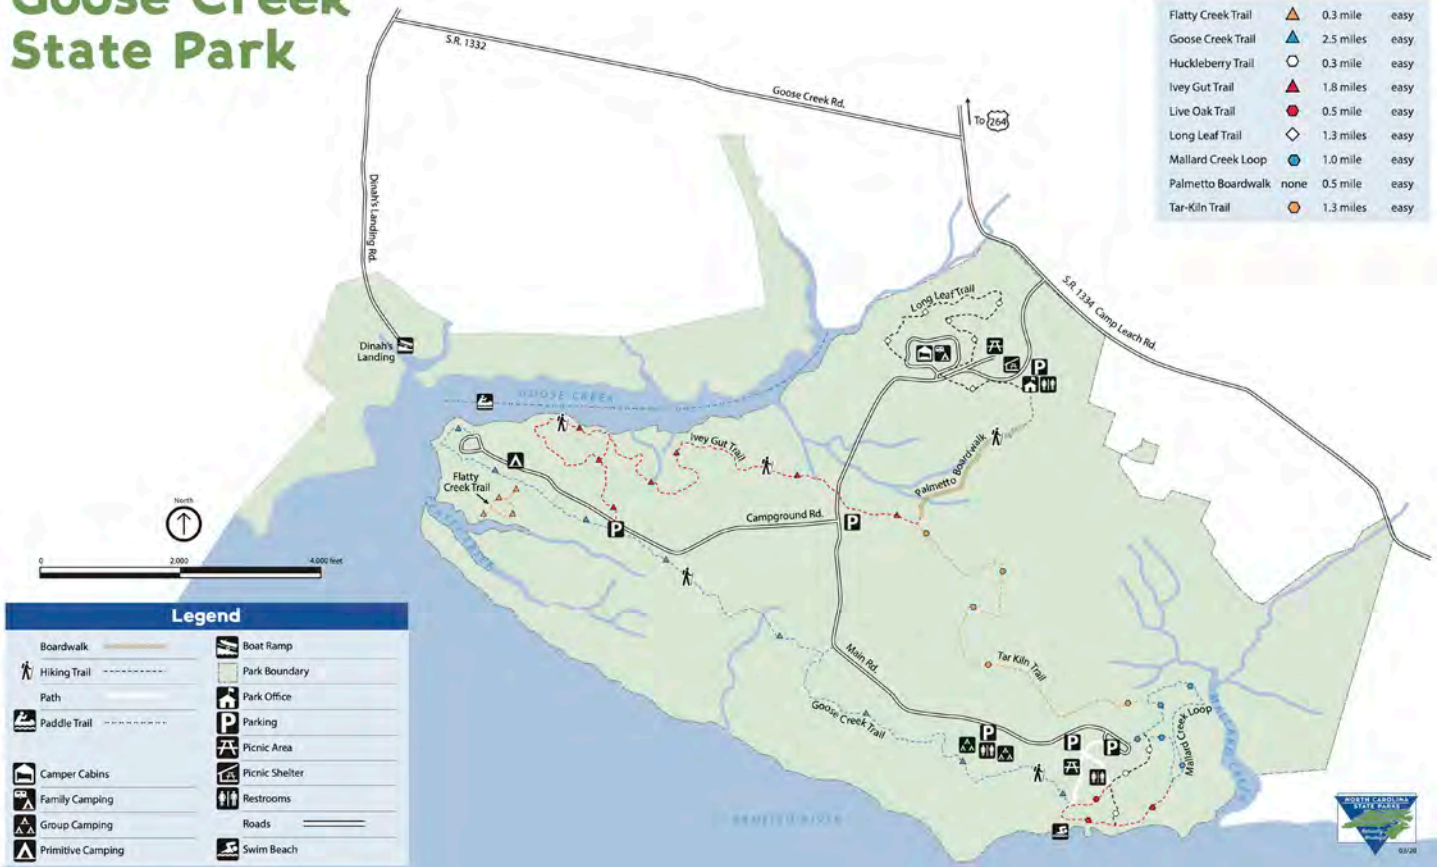 Goose Creek
State Park
Flatty Creek Trail 0.3 mile easy
Goose Creek Trail 2.5 miles easy
Huckleberry Trail 0.3 mile easy
Ivey Gut Trail 1.8 miles easy
Live Oak Trail 0.5 mile easy
Long Leaf Trail 1.3 miles easy
Mallard Creek Loop 1.0 mile easy
Palmetto Boardwalk none 0.5 mile easy
Tar-Kiln Trail 1.3 miles easy
S.R. 1332
Goose Creek Rd.
To 264
Dinah's Landing Rd.
S.R. 1334 Camp Leach Rd.
Long Leaf Trail
Dinah's
Landing
GOOSE CREEK
Ivey Gut Trail
Palmetto Boardwalk
Flatty
Creek Trail
Campground Rd.
P
P
P
North
0 2,000 4,000 feet
Main Rd.
Tar Kiln Trail
Goose Creek Trail
Mallard Creek Loop
MALLARD CREEK
P
P
P
PAMLICO RIVER
Legend
Boardwalk
Hiking Trail
Path
Paddle Trail
Camper Cabins
Family Camping
Group Camping
Primitive Camping
Boat Ramp
Park Boundary
Park Office
P Parking
Picnic Area
Picnic Shelter
Restrooms
Roads
Swim Beach
NORTH CAROLINA
STATE PARKS
03/20